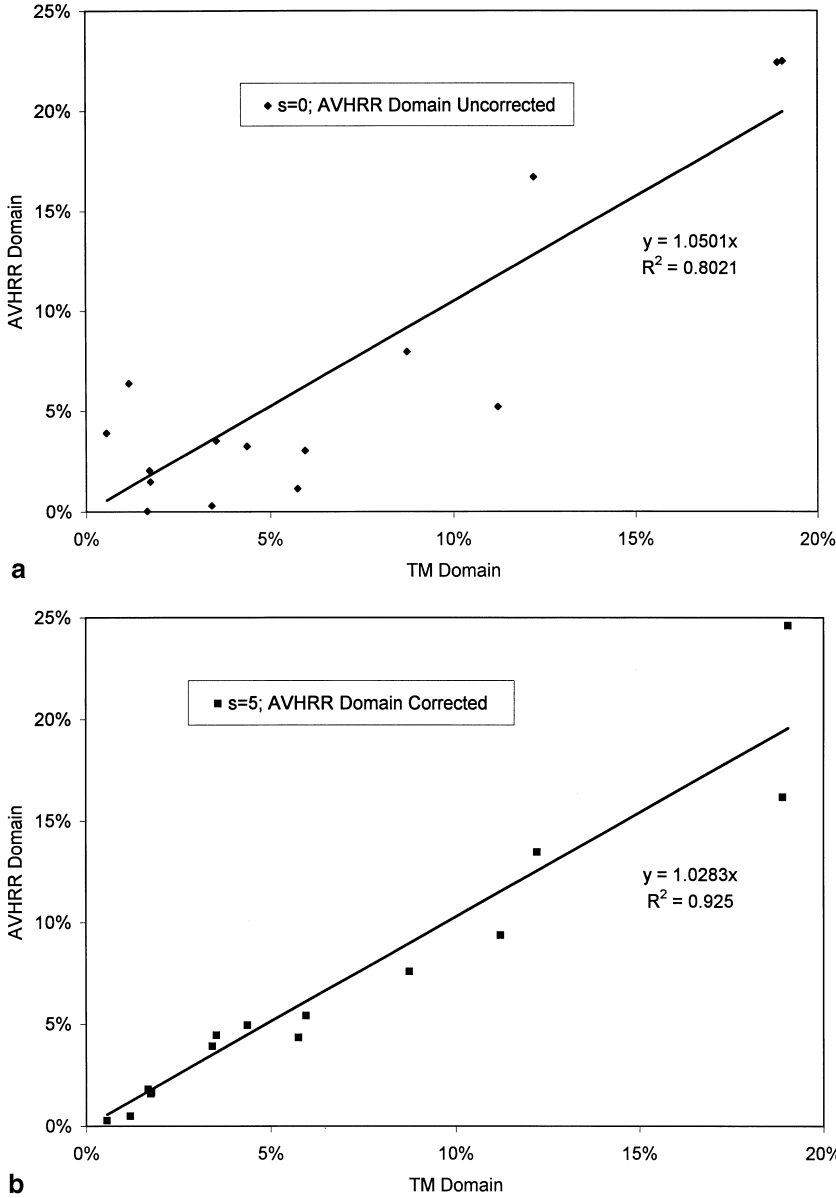 25%
s=0; AVHRR Domain Uncorrected
20%
15%
AVHRR Domain
y = 1.0501x
R² = 0.8021
10%
5%
0%
0% 5% 10% 15% 20%
TM Domain
a
25%
s=5; AVHRR Domain Corrected
20%
15%
AVHRR Domain
y = 1.0283x
R² = 0.925
10%
5%
0%
0% 5% 10% 15% 20%
TM Domain
b